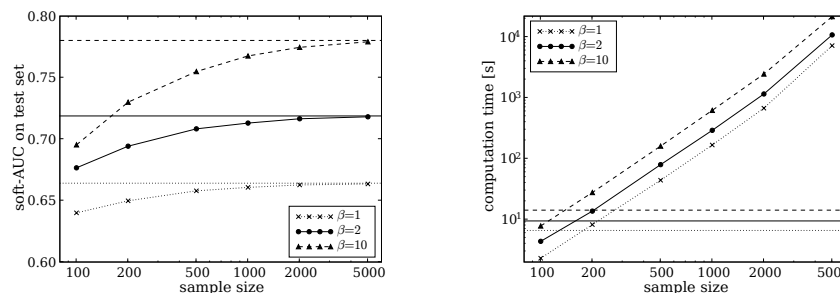 0.80
0.75
0.70
0.65
0.60
soft-AUC on test set
100 200 500 1000 2000 5000
sample size
β=1
β=2
β=10
10⁴
10³
10²
10¹
computation time [s]
100 200 500 1000 2000 500
sample size
β=1
β=2
β=10